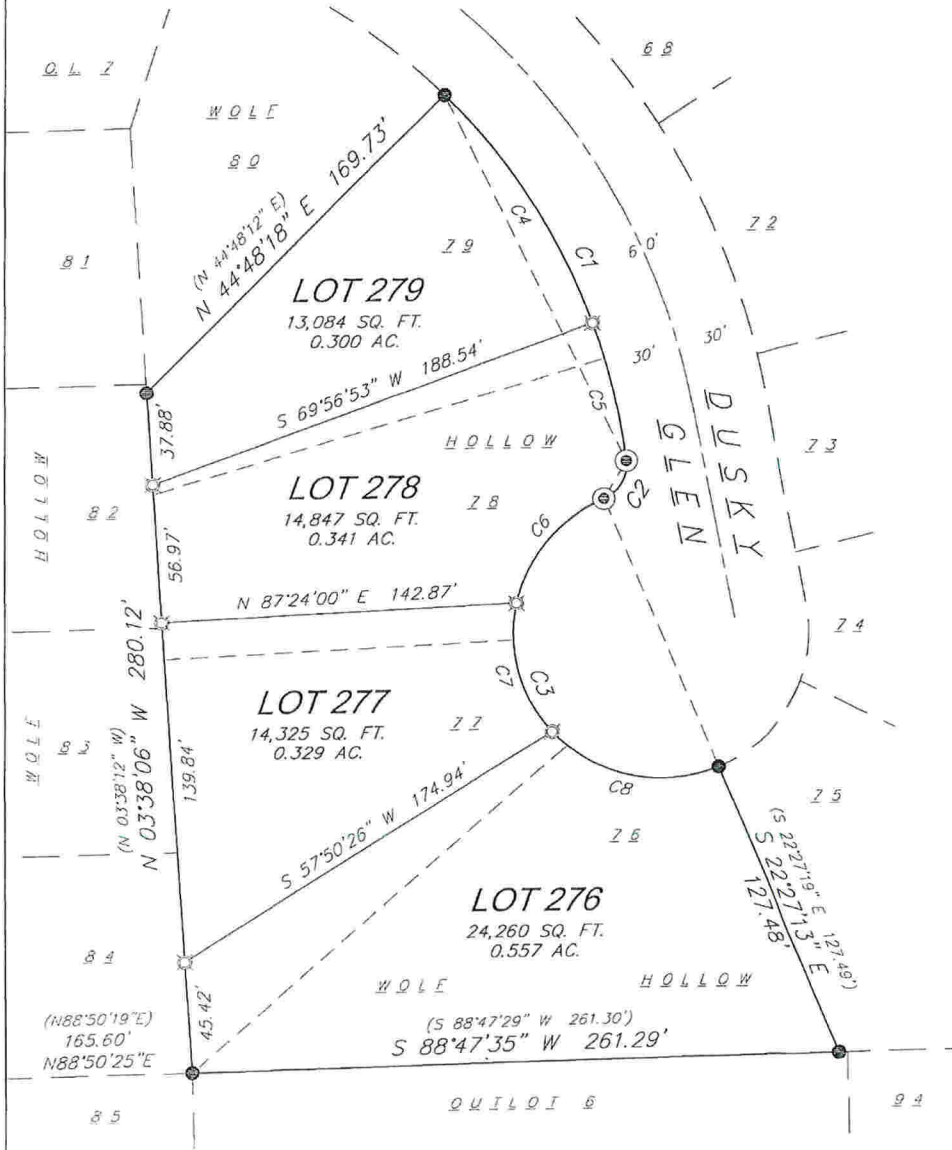 O.L. 7
WOLF
80
68
81
(N 44°48'12" E)
N 44°48'18" E 169.73'
C4
79
C1
60'
72
LOT 279
13,084 SQ. FT.
0.300 AC.
S 69°56'53" W 188.54'
30'
30'
37.88'
C5
DUSKY
GLEN
HOLLOW
82
HOLLOW
73
LOT 278
14,847 SQ. FT.
0.341 AC.
78
C2
C6
56.97'
N 87°24'00" E 142.87'
74
(N 03°38'12" W)
N 03°38'06" W 280.12'
WOLF
83
LOT 277
14,325 SQ. FT.
0.329 AC.
77
C7
C3
139.84'
S 57°50'26" W 174.94'
C8
75
76
(S 22°27'19" E 127.49')
S 22°27'13" E
127.48'
LOT 276
24,260 SQ. FT.
0.557 AC.
84
WOLF
HOLLOW
45.42'
(N88°50'19"E)
165.60'
N88°50'25"E
(S 88°47'29" W 261.30')
S 88°47'35" W 261.29'
85
OUTLOT 6
94